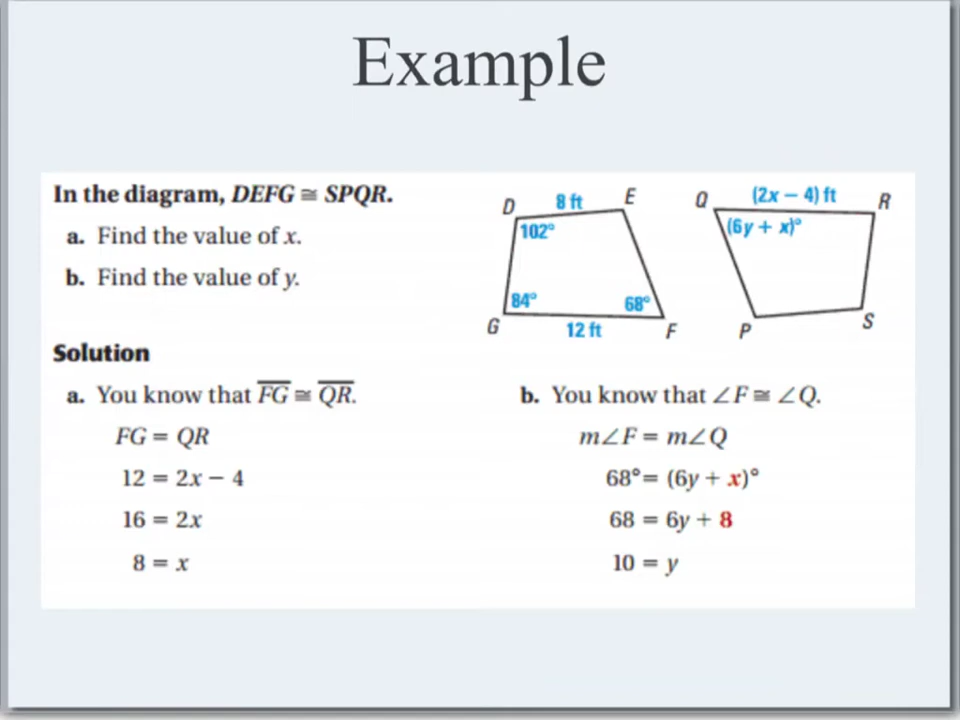 Example
In the diagram, DEFG ≅ SPQR.
a. Find the value of x.
b. Find the value of y.
D 8 ft E
102°
84° 68°
G 12 ft F
Q (2x − 4) ft R
(6y + x)°
P S
Solution
a. You know that F̅G̅ ≅ Q̅R̅.
FG = QR
12 = 2x − 4
16 = 2x
8 = x
b. You know that ∠F ≅ ∠Q.
m∠F = m∠Q
68° = (6y + x)°
68 = 6y + 8
10 = y